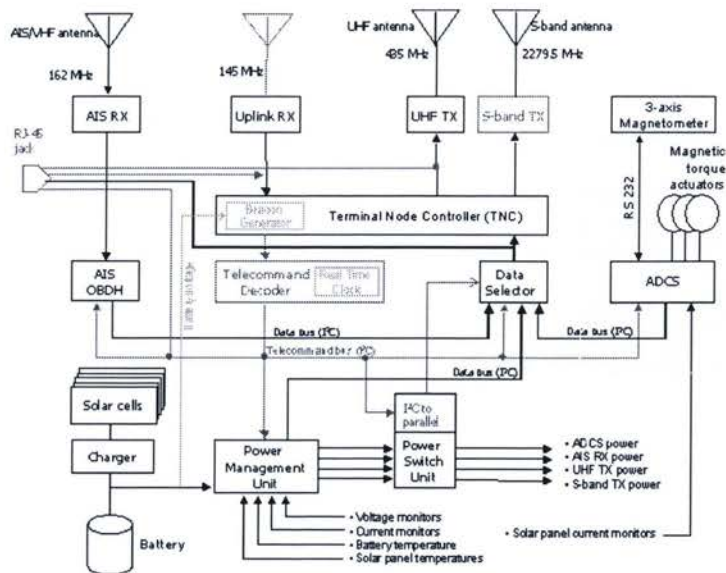 AIS/VHF antenna
UHF antenna
S-band antenna
162 MHz
145 MHz
435 MHz
2279.5 MHz
AIS RX
Uplink RX
UHF TX
S-band TX
3-axis
Magnetometer
RJ-45
jack
Magnetic
torque
actuators
RS 232
Beacon
Generator
Terminal Node Controller (TNC)
AIS
OBDH
Battery voltage
Telecommand
Decoder
Real Time
Clock
Data
Selector
ADCS
Data bus (I²C)
Data bus (I²C)
Telecommand bus (I²C)
Data bus (I²C)
Solar cells
Charger
Battery
Power
Management
Unit
I²C to
parallel
Power
Switch
Unit
• ADCS power
• AIS RX power
• UHF TX power
• S-band TX power
• Voltage monitors
• Current monitors
• Battery temperature
• Solar panel temperatures
• Solar panel current monitors